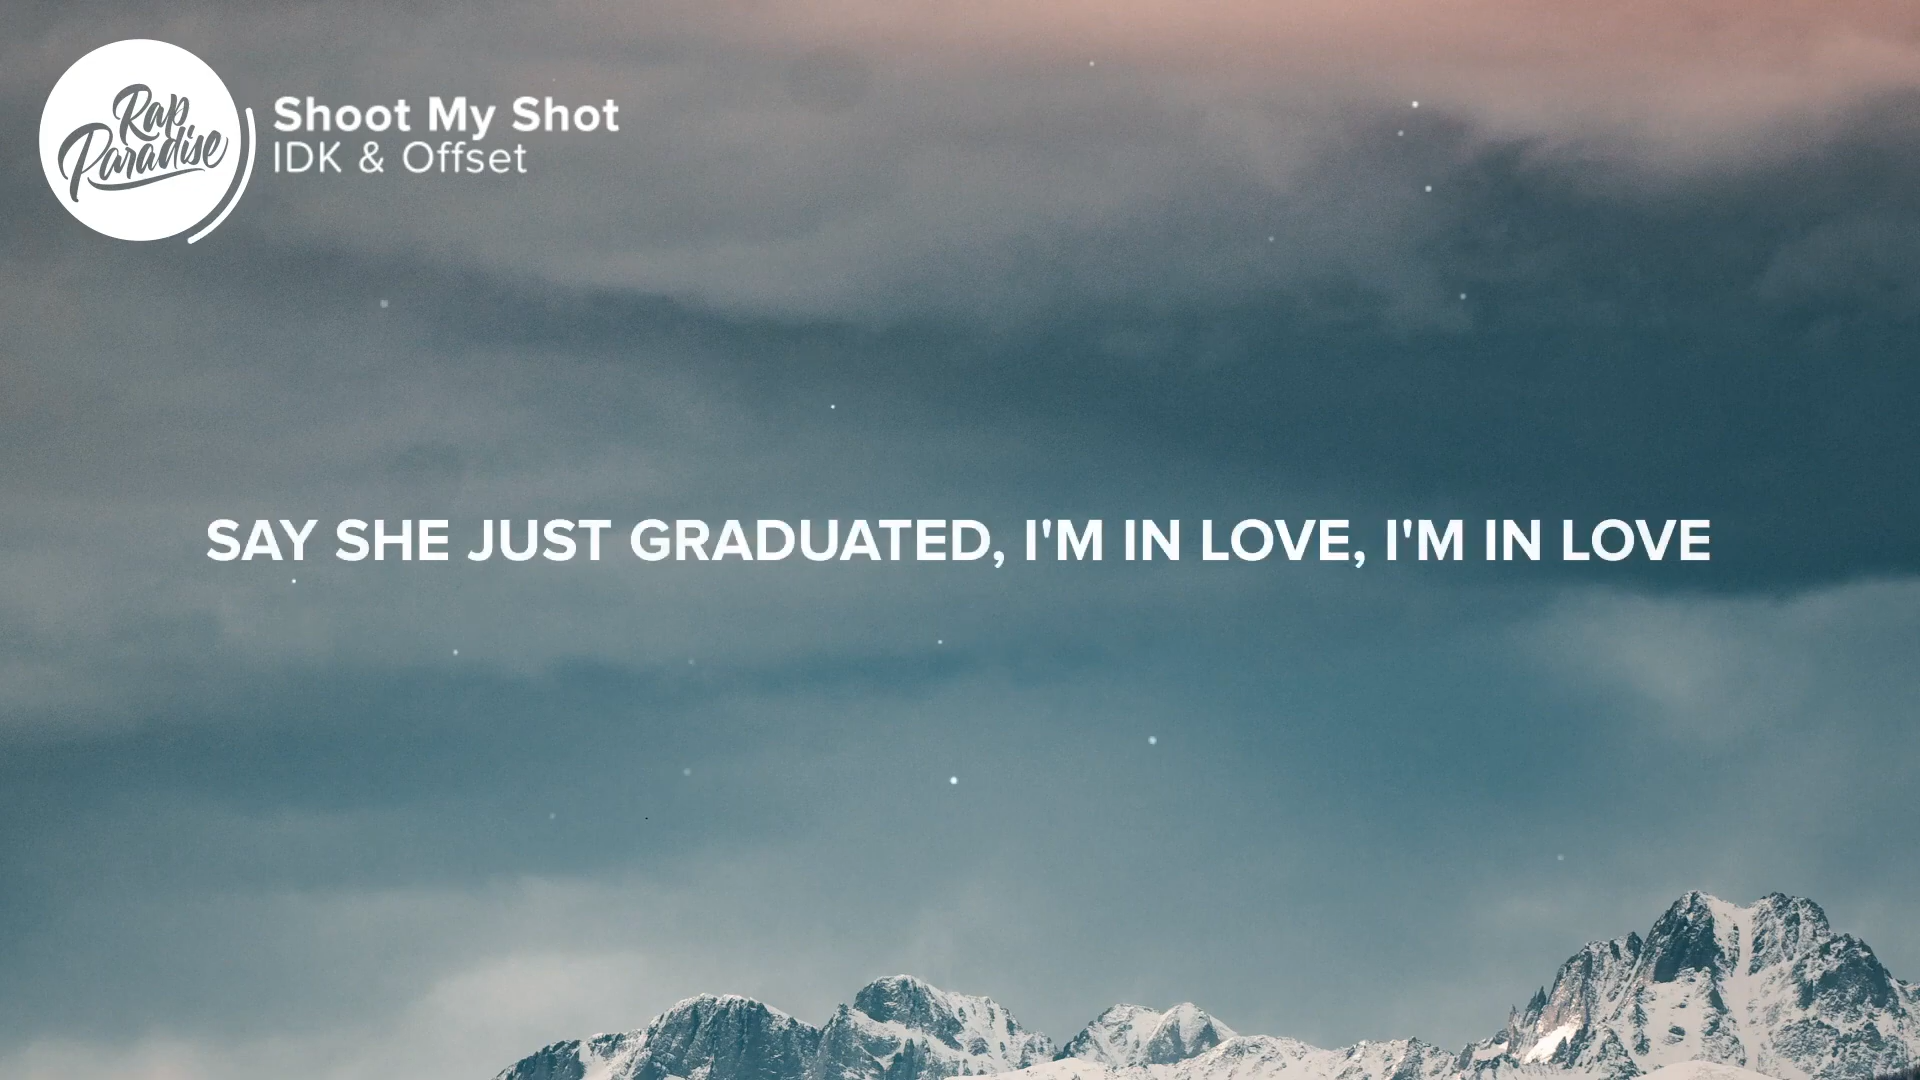 Rap
Paradise
Shoot My Shot
IDK & Offset
SAY SHE JUST GRADUATED, I'M IN LOVE, I'M IN LOVE